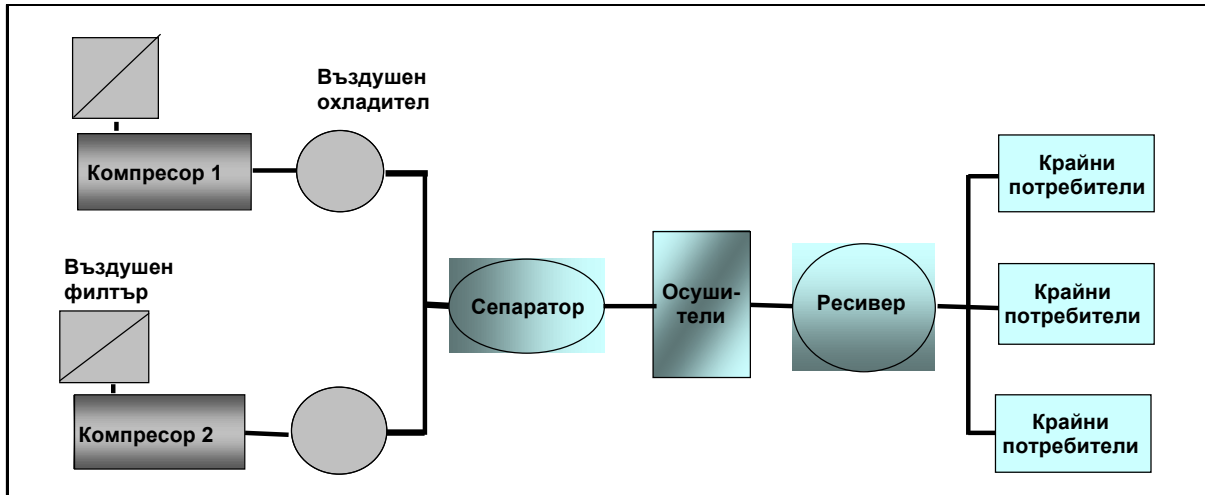 Въздушен
охладител
Компресор 1
Крайни
потребители
Въздушен
филтър
Сепаратор
Осуши-
тели
Ресивер
Крайни
потребители
Компресор 2
Крайни
потребители